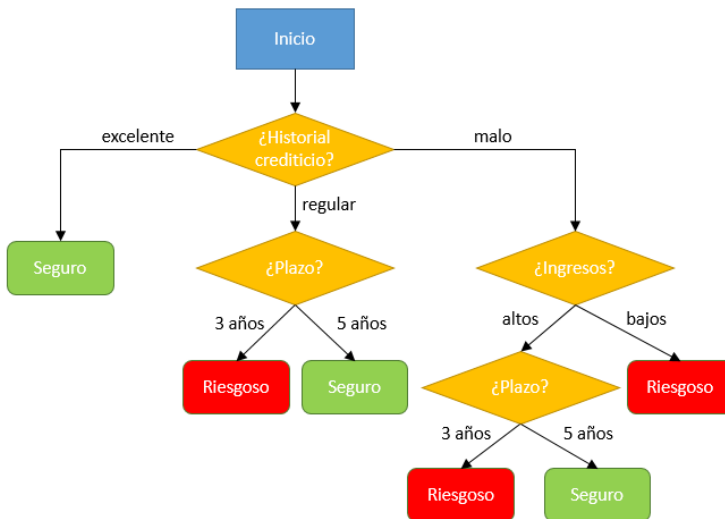 Inicio
excelente
¿Historial
crediticio?
malo
regular
Seguro
¿Plazo?
¿Ingresos?
3 años
5 años
altos
bajos
Riesgoso
Seguro
¿Plazo?
Riesgoso
3 años
5 años
Riesgoso
Seguro